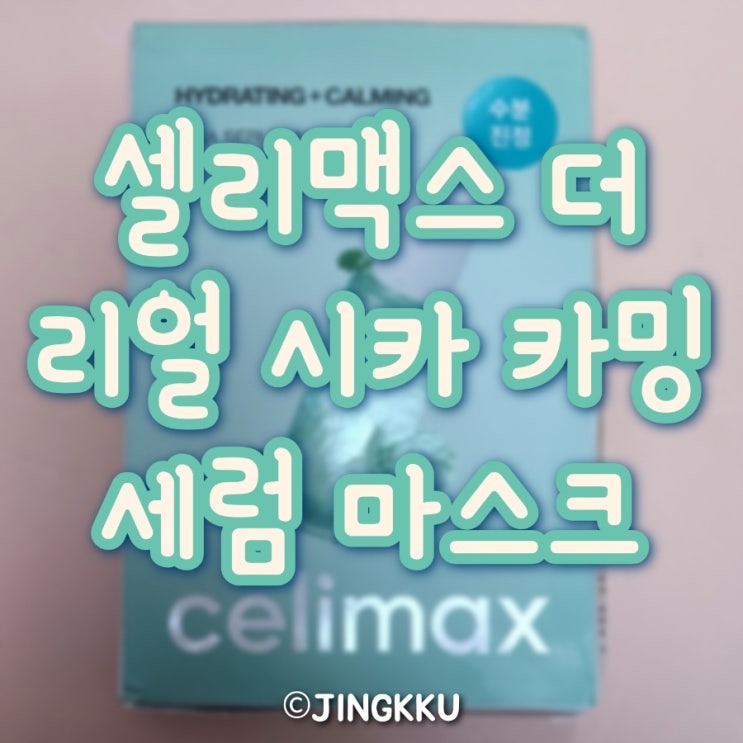 HYDRATING + CALMING
수분
진정
셀리맥스 더
리얼 시카 카밍
세럼 마스크
celimax
©JINGKKU